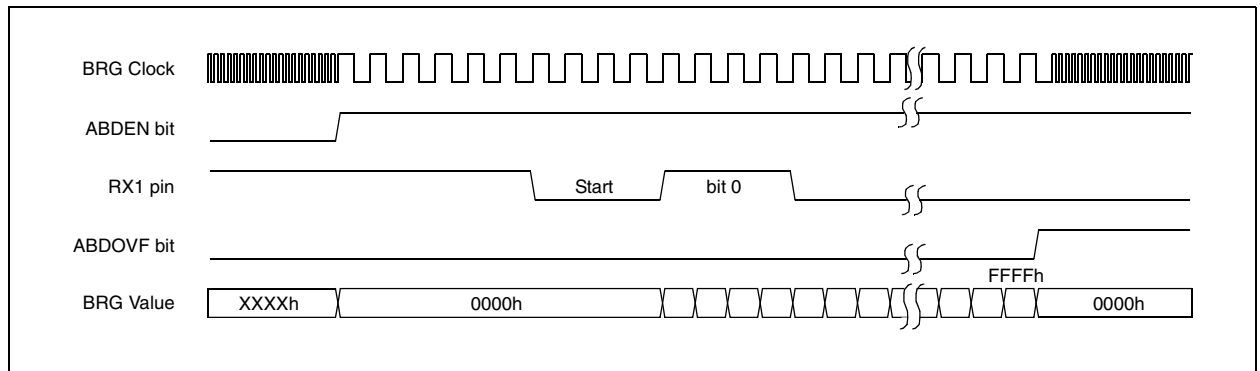 BRG Clock
ABDEN bit
RX1 pin
Start
bit 0
ABDOVF bit
FFFFh
BRG Value
XXXXh
0000h
0000h